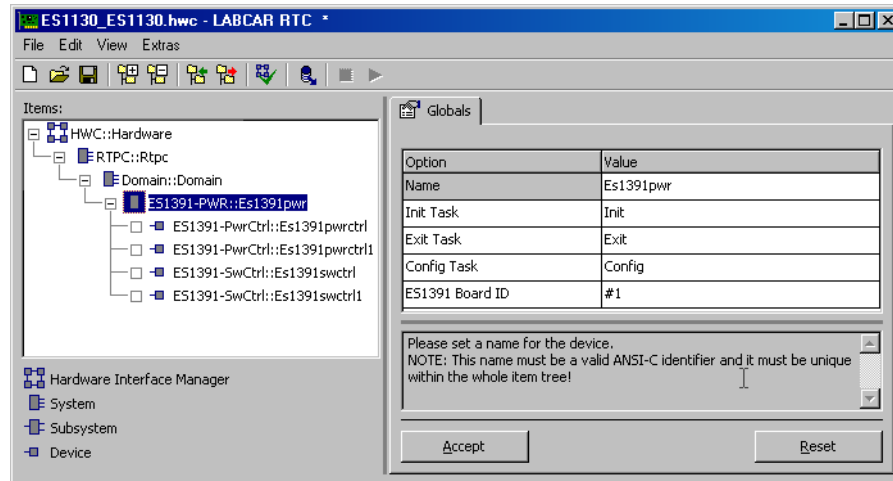 ES1130_ES1130.hwc - LABCAR RTC *
File Edit View Extras
Items:
HWC::Hardware
RTPC::Rtpc
Domain::Domain
ES1391-PWR::Es1391pwr
ES1391-PwrCtrl::Es1391pwrctrl
ES1391-PwrCtrl::Es1391pwrctrl1
ES1391-SwCtrl::Es1391swctrl
ES1391-SwCtrl::Es1391swctrl1
Hardware Interface Manager
System
Subsystem
Device
Globals
Option Value
Name Es1391pwr
Init Task Init
Exit Task Exit
Config Task Config
ES1391 Board ID #1
Please set a name for the device.
NOTE: This name must be a valid ANSI-C identifier and it must be unique
within the whole item tree!
Accept Reset